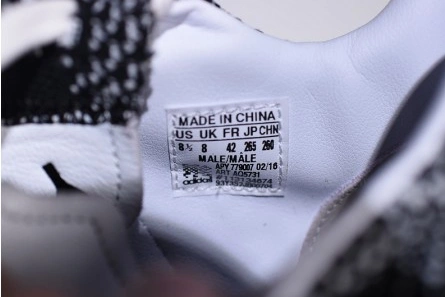 MADE IN CHINA
US UK FR JP CHN
8½ 8 42 265 260
MALE/MÂLE
APY 779007 02/16
ART AQ5731
adidas